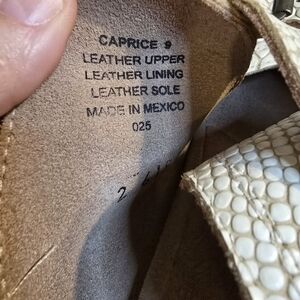 CAPRICE 9
LEATHER UPPER
LEATHER LINING
LEATHER SOLE
MADE IN MEXICO
025